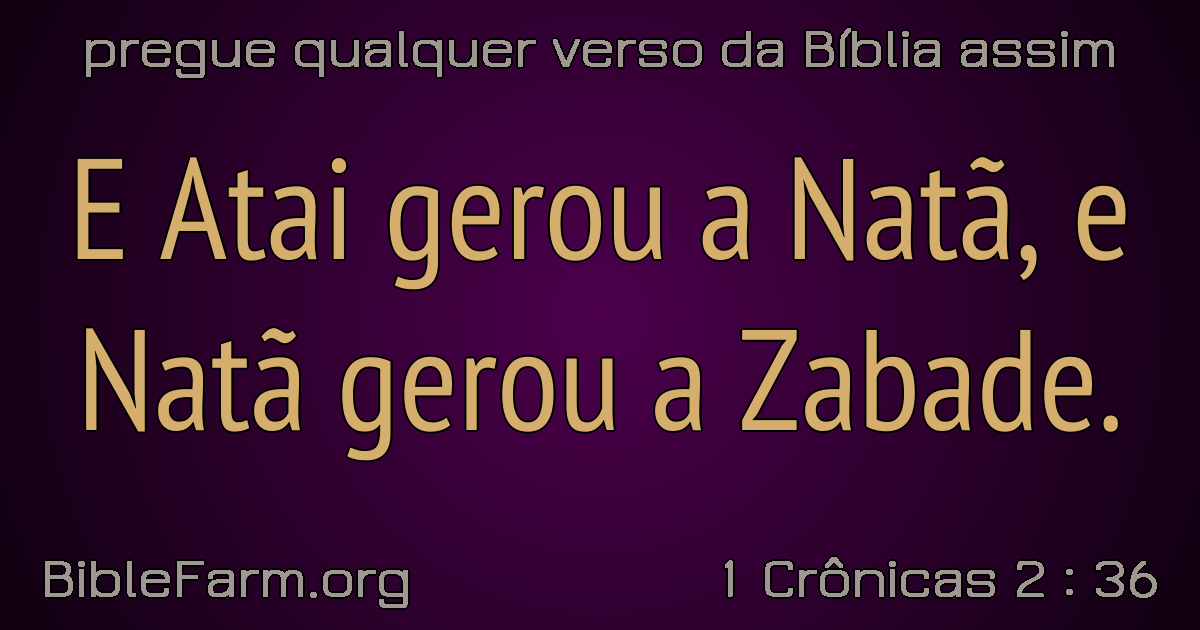 pregue qualquer verso da Bíblia assim
E Atai gerou a Natã, e
Natã gerou a Zabade.
BibleFarm.org
1 Crônicas 2 : 36